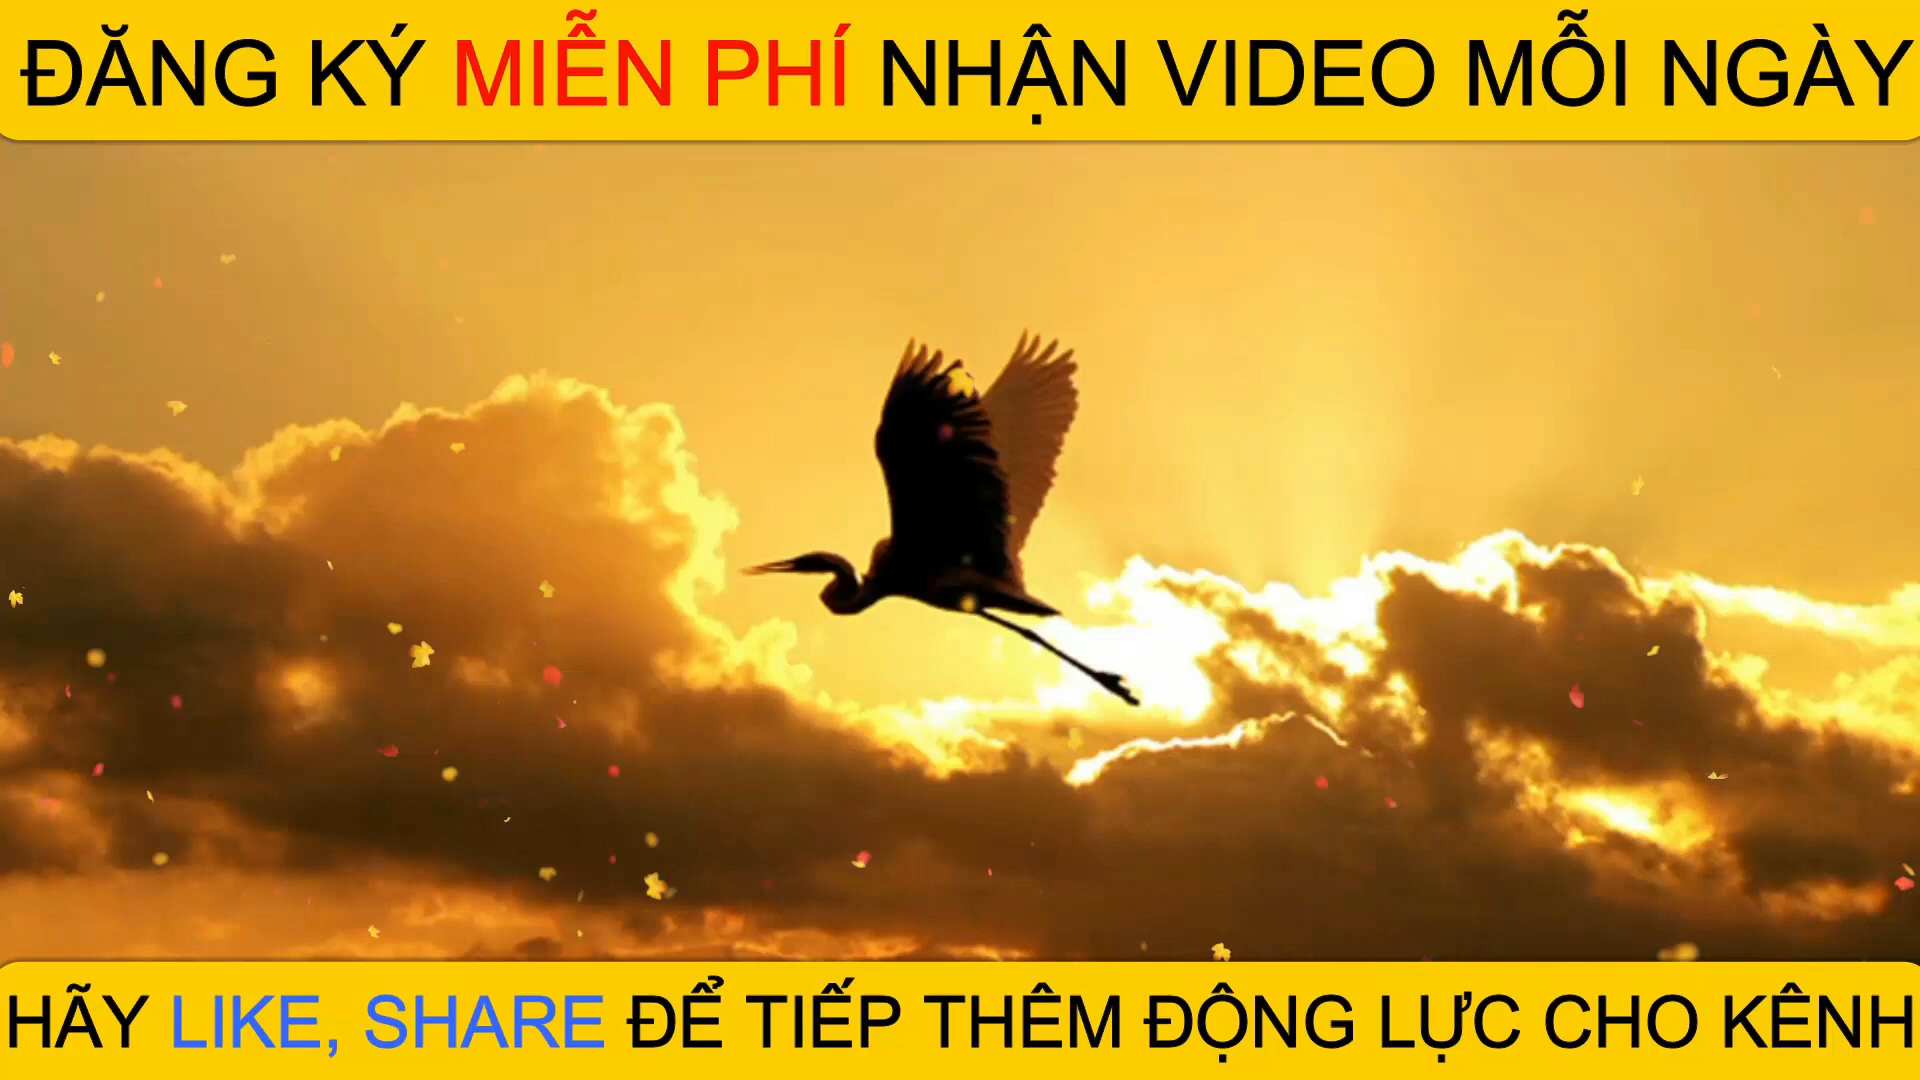 ĐĂNG KÝ MIỄN PHÍ NHẬN VIDEO MỖI NGÀY
HÃY LIKE, SHARE ĐỂ TIẾP THÊM ĐỘNG LỰC CHO KÊNH